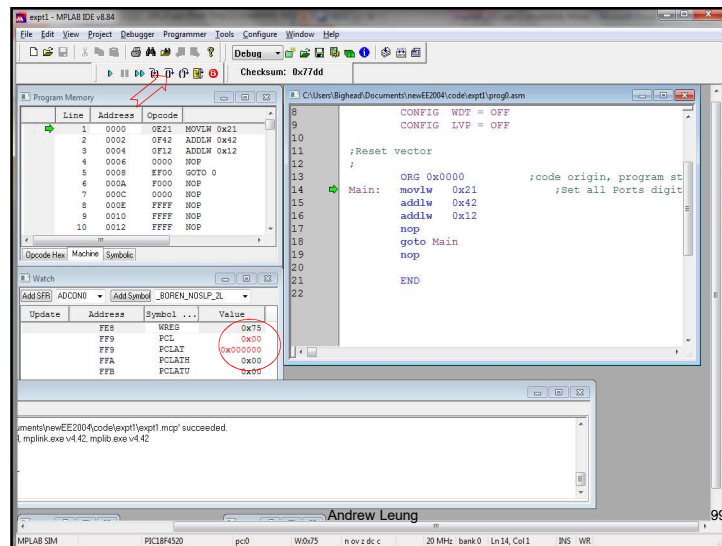 expt1 - MPLAB IDE v8.84
File Edit View Project Debugger Programmer Tools Configure Window Help
Debug
Checksum: 0x77dd
Program Memory
Line Address Opcode
1 0000 0E21 MOVLW 0x21
2 0002 0F42 ADDLW 0x42
3 0004 0F12 ADDLW 0x12
4 0006 0000 NOP
5 0008 EF00 GOTO 0
6 000A F000 NOP
7 000C 0000 NOP
8 000E FFFF NOP
9 0010 FFFF NOP
10 0012 FFFF NOP
Opcode Hex Machine Symbolic
C:\Users\Bighead\Documents\newEE2004\code\expt1\prog0.asm
8 CONFIG WDT = OFF
9 CONFIG LVP = OFF
10
11 ;Reset vector
12 ;
13 ORG 0x0000 ;code origin, program st
14 Main: movlw 0x21 ;Set all Ports digit
15 addlw 0x42
16 addlw 0x12
17 nop
18 goto Main
19 nop
20
21 END
22
Watch
Add SFR ADCON0 Add Symbol _BOREN_NOSLP_2L
Update Address Symbol ... Value
FE8 WREG 0x75
FF9 PCL 0x00
FF9 PCLAT 0x000000
FFA PCLATH 0x00
FFB PCLATU 0x00
uments\newEE2004\code\expt1\expt1.mcp' succeeded.
, mplink.exe v4.42, mplib.exe v4.42
Andrew Leung
99
MPLAB SIM PIC18F4520 pc:0 W:0x75 n ov z dc c 20 MHz bank 0 Ln 14, Col 1 INS WR